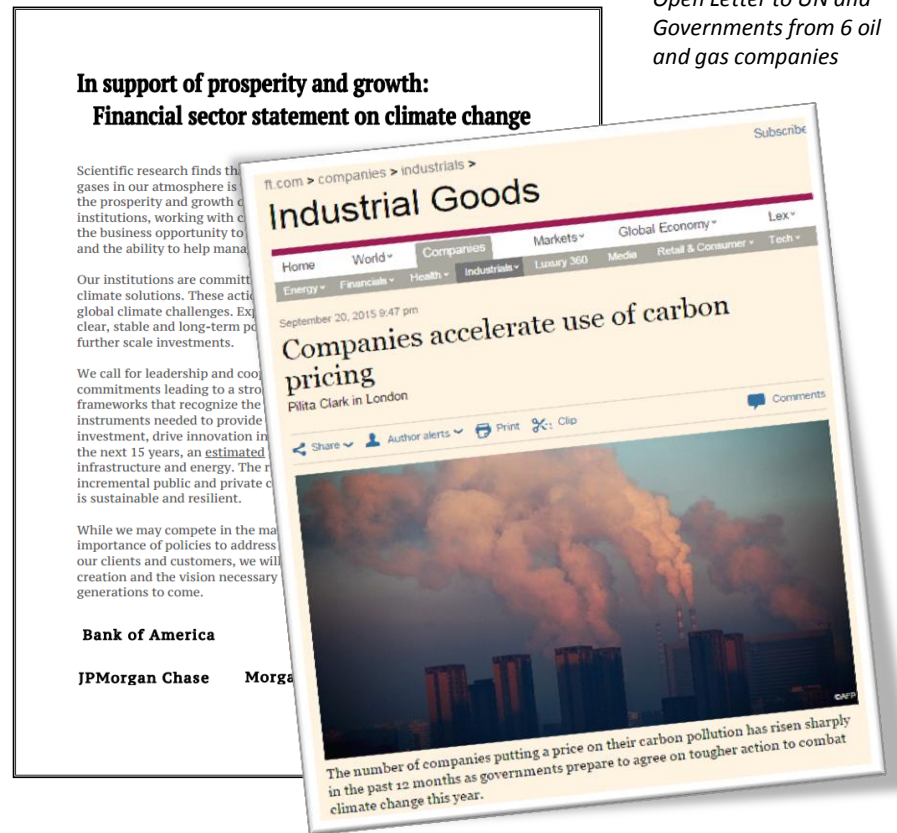 Open Letter to UN and
Governments from 6 oil
and gas companies
In support of prosperity and growth:
Financial sector statement on climate change
Scientific research finds
gases in our atmosphere is
the prosperity and growth
institutions, working with
the business opportunity to
and the ability to help
Our institutions are
climate solutions. These
global climate challenges.
clear, stable and long-term
further scale investments.
We call for leadership and
commitments leading to a
frameworks that recognize the
instruments needed to provide
investment, drive innovation in
the next 15 years, an estimated
infrastructure and energy. The
incremental public and private
is sustainable and resilient.
While we may compete in the
importance of policies to address
our clients and customers, we
creation and the vision necessary
generations to come.
Bank of America
JPMorgan Chase
Subscribe
ft.com > companies > industrials >
Industrial Goods
Home World Companies Markets Global Economy Lex
Energy Financials Health Industrials Luxury 360 Media Retail & Consumer Tech
September 20, 2015 9:47 pm
Companies accelerate use of carbon
pricing
Pilita Clark in London
Share Author alerts Print Clip Comments
©AFP
The number of companies putting a price on their carbon pollution has risen sharply
in the past 12 months as governments prepare to agree on tougher action to combat
climate change this year.